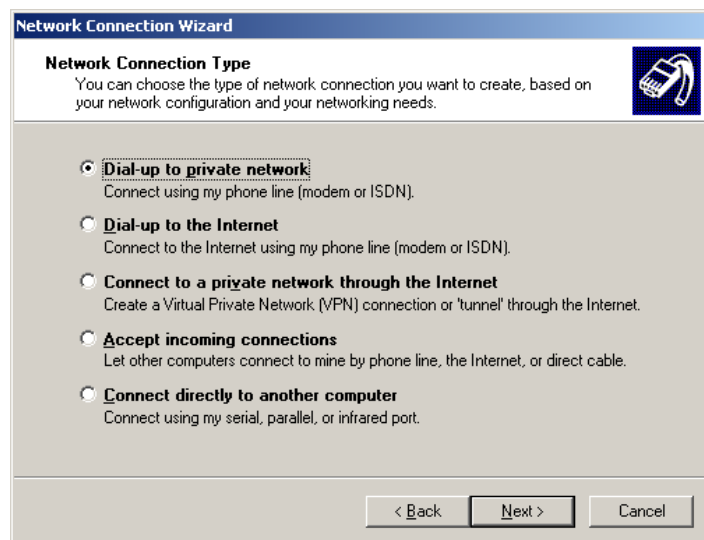 Network Connection Wizard
Network Connection Type
You can choose the type of network connection you want to create, based on
your network configuration and your networking needs.
Dial-up to private network
Connect using my phone line (modem or ISDN).
Dial-up to the Internet
Connect to the Internet using my phone line (modem or ISDN).
Connect to a private network through the Internet
Create a Virtual Private Network (VPN) connection or 'tunnel' through the Internet.
Accept incoming connections
Let other computers connect to mine by phone line, the Internet, or direct cable.
Connect directly to another computer
Connect using my serial, parallel, or infrared port.
< Back Next > Cancel